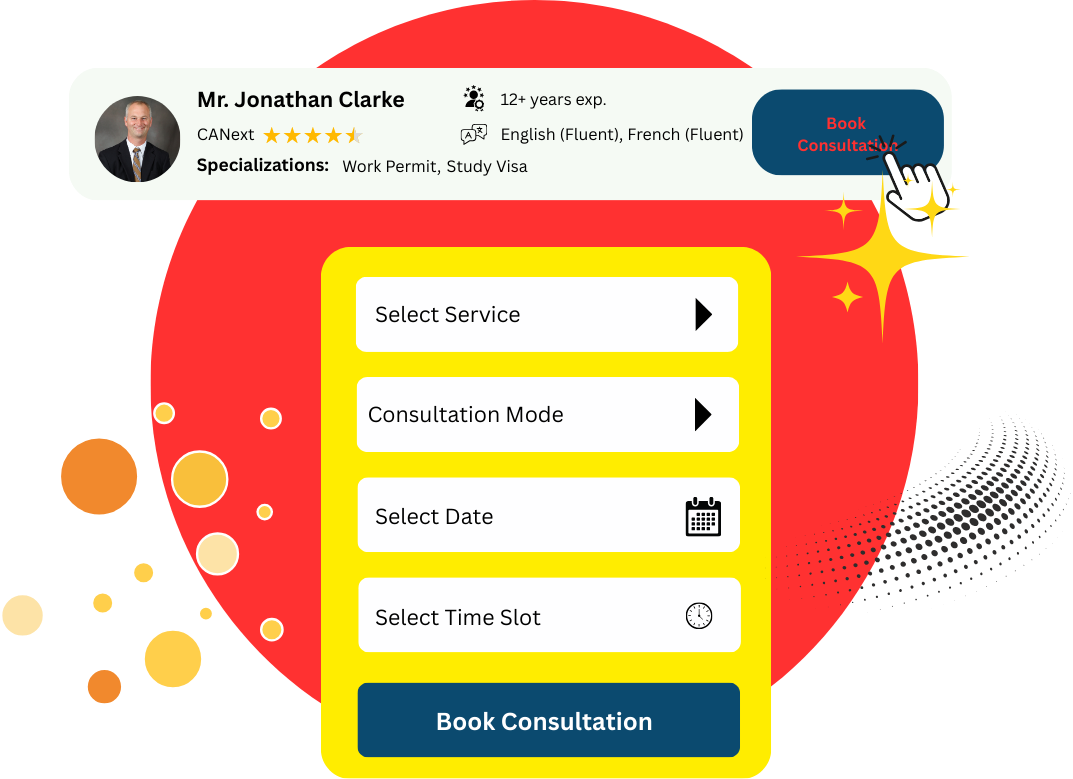 Mr. Jonathan Clarke
CANext
Specializations: Work Permit, Study Visa
12+ years exp.
English (Fluent), French (Fluent)
Book
Consultation
Select Service
Consultation Mode
Select Date
Select Time Slot
Book Consultation